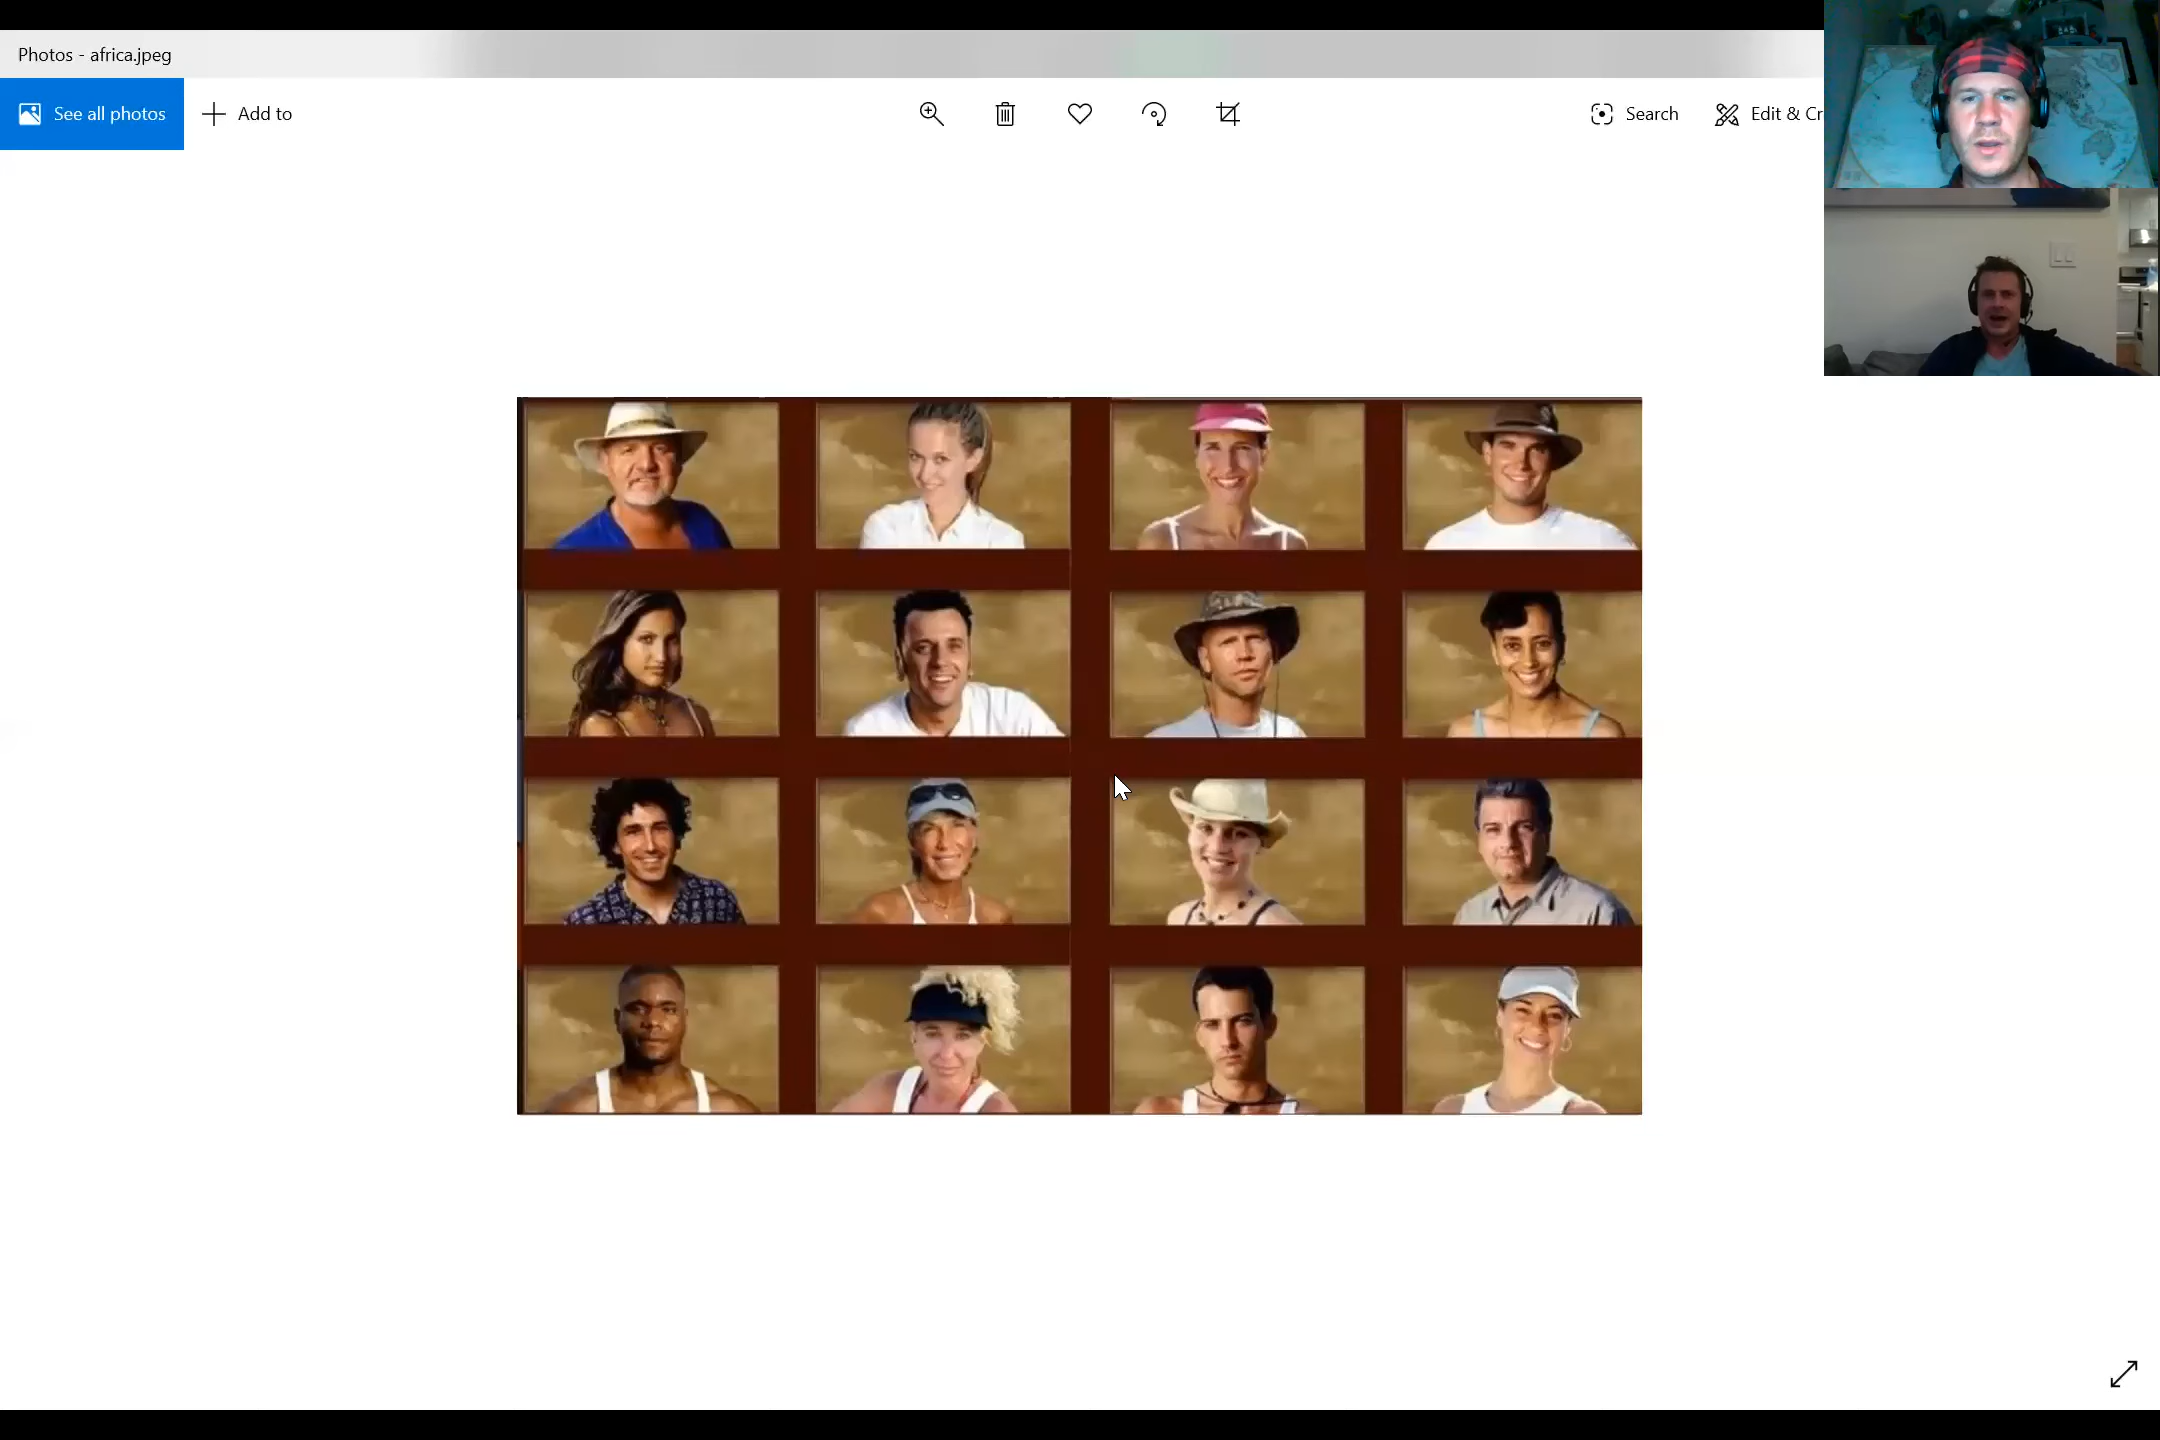 Photos - africa.jpeg
See all photos
Add to
Search
Edit & Cr